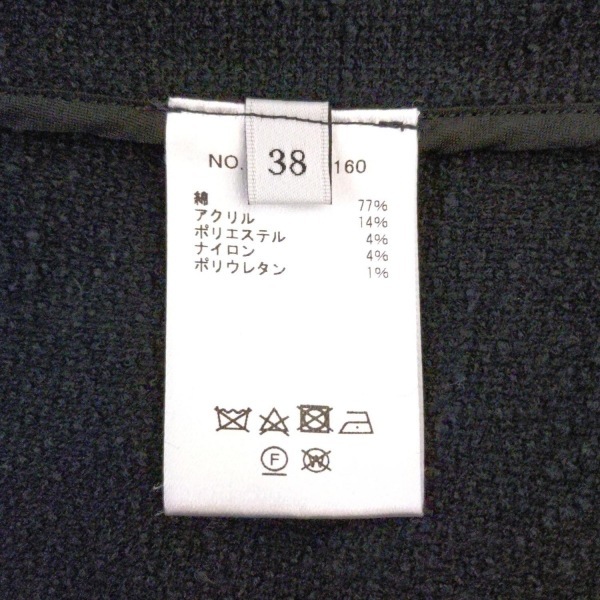 NO. 38 160
綿 77%
アクリル 14%
ポリエステル 4%
ナイロン 4%
ポリウレタン 1%
F W